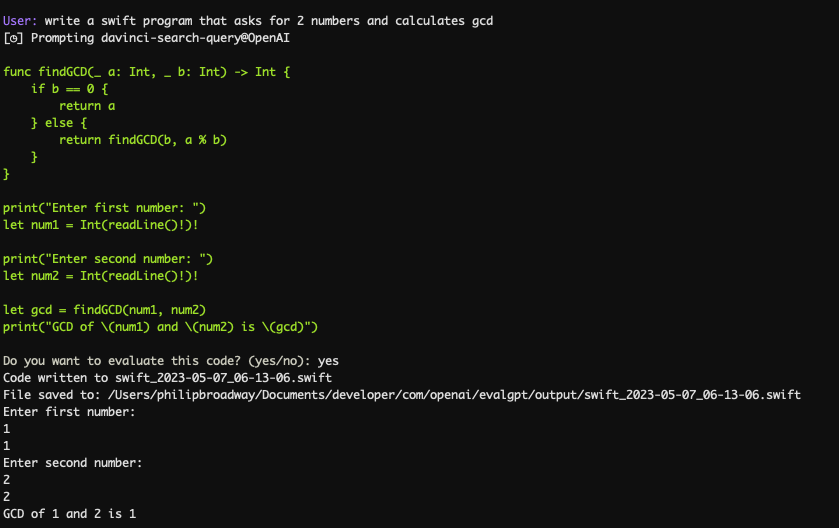 User: write a swift program that asks for 2 numbers and calculates gcd
[◷] Prompting davinci-search-query@OpenAI
func findGCD(_ a: Int, _ b: Int) -> Int {
    if b == 0 {
        return a
    } else {
        return findGCD(b, a % b)
    }
}
print("Enter first number: ")
let num1 = Int(readLine()!)!
print("Enter second number: ")
let num2 = Int(readLine()!)!
let gcd = findGCD(num1, num2)
print("GCD of \(num1) and \(num2) is \(gcd)")
Do you want to evaluate this code? (yes/no): yes
Code written to swift_2023-05-07_06-13-06.swift
File saved to: /Users/philipbroadway/Documents/developer/com/openai/evalgpt/output/swift_2023-05-07_06-13-06.swift
Enter first number:
1
1
Enter second number:
2
2
GCD of 1 and 2 is 1